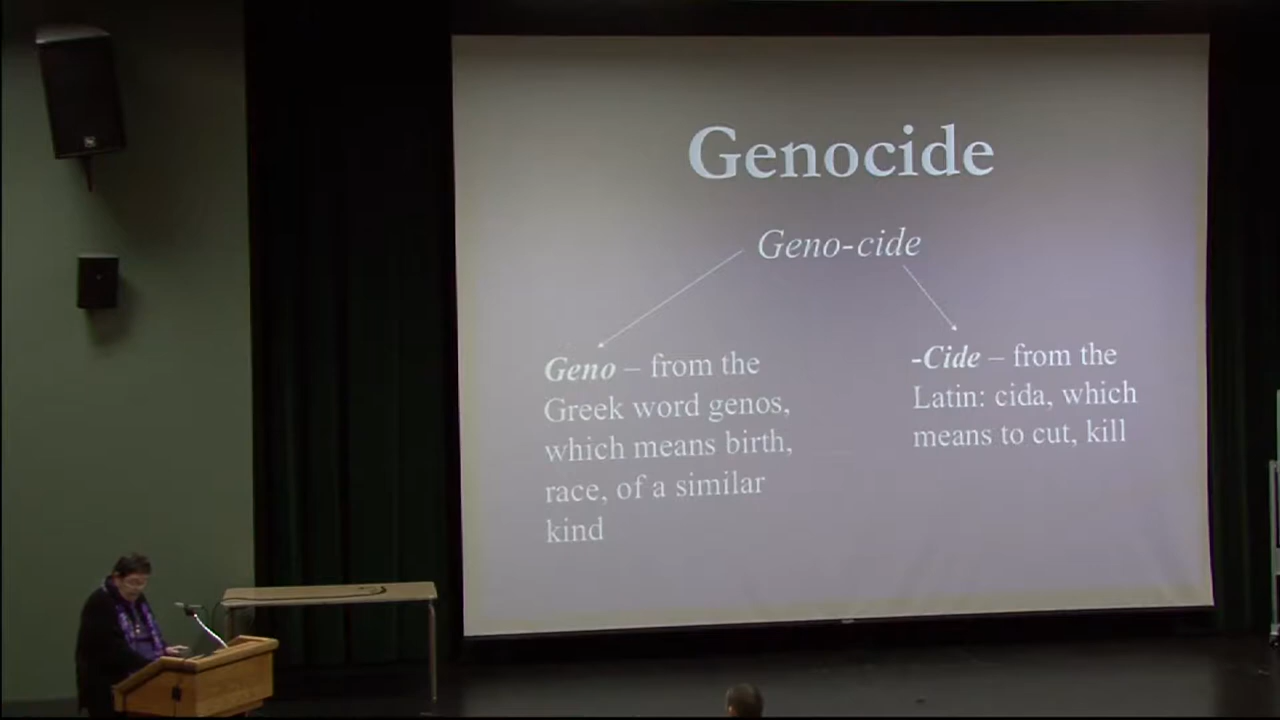 Genocide
Geno-cide
Geno – from the
Greek word genos,
which means birth,
race, of a similar
kind
-Cide – from the
Latin: cida, which
means to cut, kill